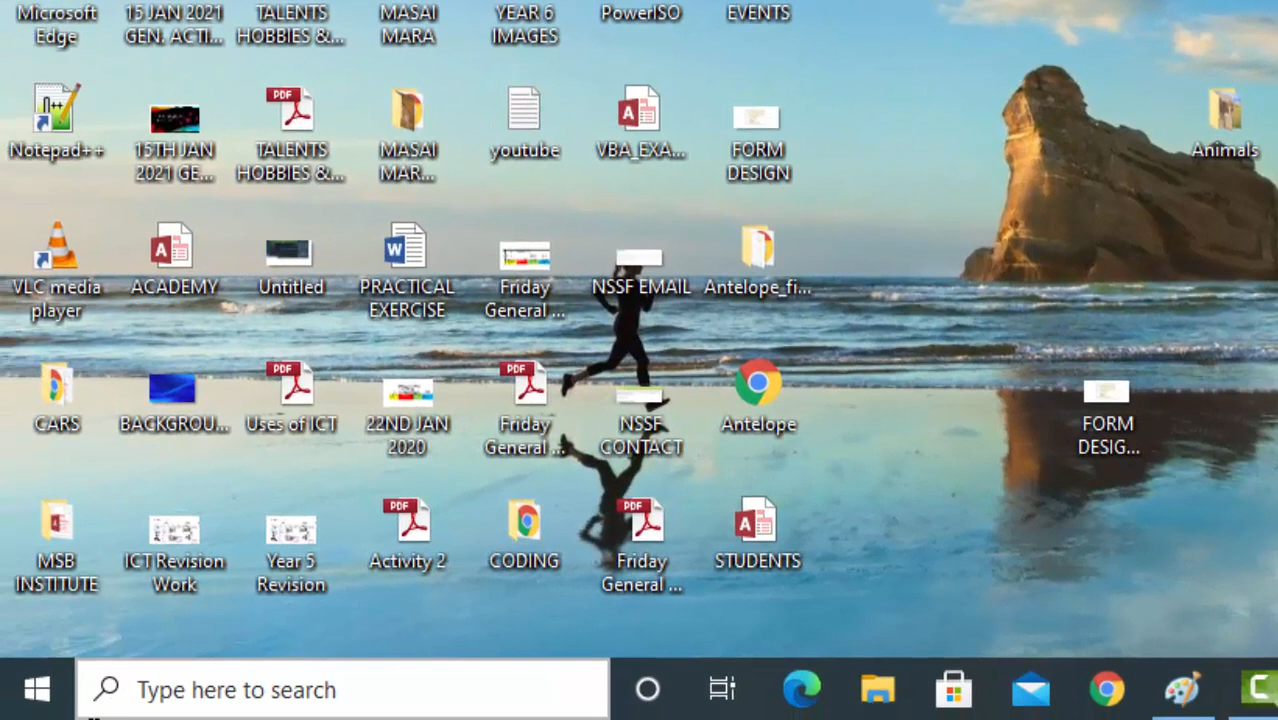 Microsoft
Edge
15 JAN 2021
GEN. ACTI...
TALENTS
HOBBIES &...
MASAI
MARA
YEAR 6
IMAGES
PowerISO
EVENTS
Notepad++
15TH JAN
2021 GE...
TALENTS
HOBBIES &...
MASAI
MAR...
youtube
VBA_EXA...
FORM
DESIGN
Animals
VLC media
player
ACADEMY
Untitled
PRACTICAL
EXERCISE
Friday
General ...
NSSF EMAIL
Antelope_fi...
CARS
BACKGROU...
Uses of ICT
22ND JAN
2020
Friday
General ...
NSSF
CONTACT
Antelope
FORM
DESIG...
MSB
INSTITUTE
ICT Revision
Work
Year 5
Revision
Activity 2
CODING
Friday
General ...
STUDENTS
Type here to search